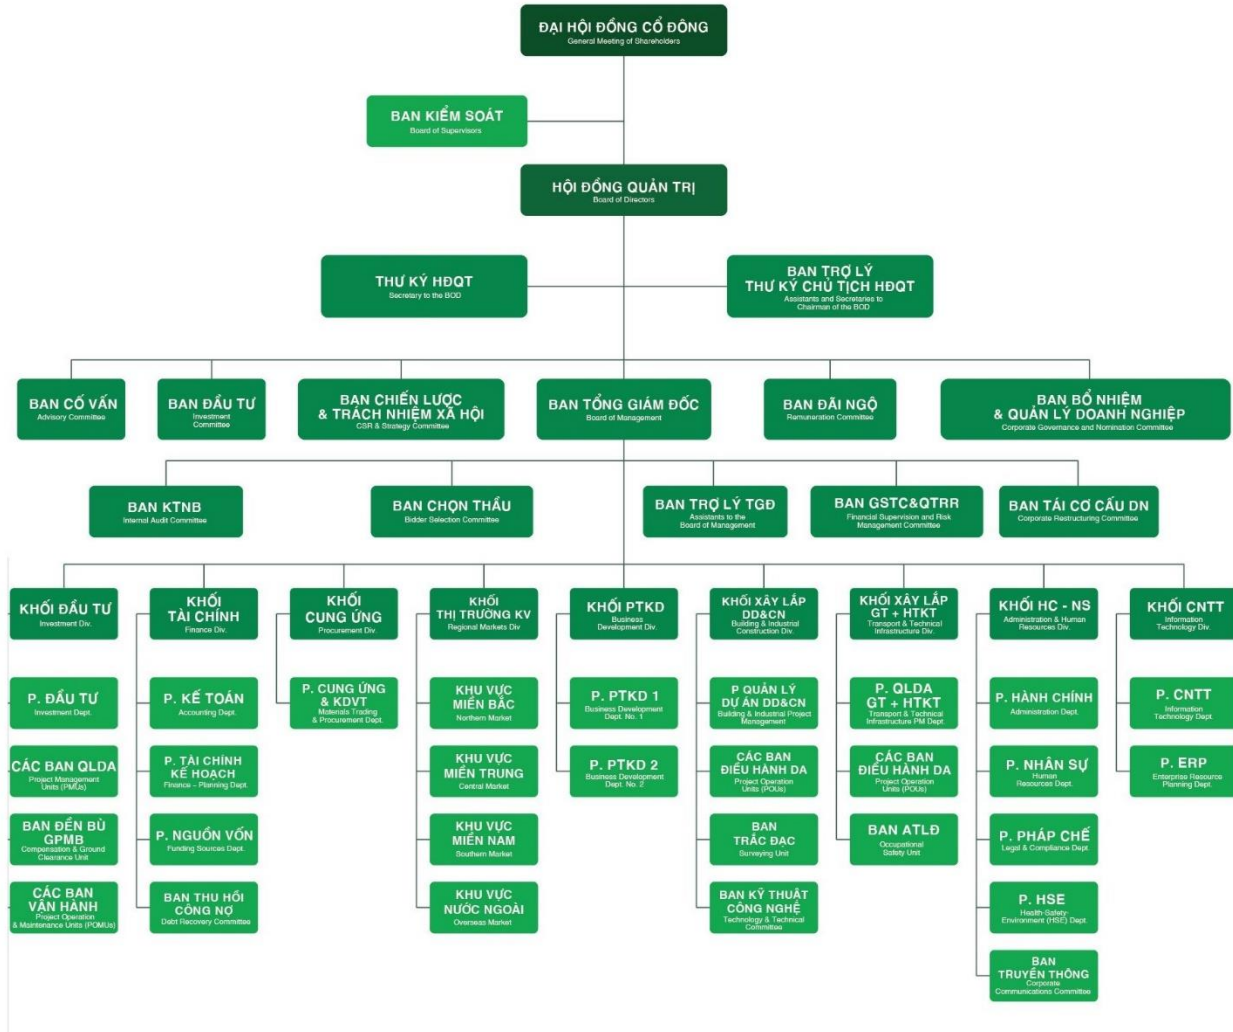 ĐẠI HỘI ĐỒNG CỔ ĐÔNG
General Meeting of Shareholders
BAN KIỂM SOÁT
Board of Supervisors
HỘI ĐỒNG QUẢN TRỊ
Board of Directors
THƯ KÝ HĐQT
Secretary to the BOD
BAN TRỢ LÝ
THƯ KÝ CHỦ TỊCH HĐQT
Assistants and Secretaries to
Chairman of the BOD
BAN CỐ VẤN
Advisory Committee
BAN ĐẦU TƯ
Investment
Committee
BAN CHIẾN LƯỢC
& TRÁCH NHIỆM XÃ HỘI
CSR & Strategy Committee
BAN TỔNG GIÁM ĐỐC
Board of Management
BAN ĐÃI NGỘ
Remuneration Committee
BAN BỔ NHIỆM
& QUẢN LÝ DOANH NGHIỆP
Corporate Governance and Nomination Committee
BAN KTNB
Internal Audit Committee
BAN CHỌN THẦU
Bidder Selection Committee
BAN TRỢ LÝ TGĐ
Assistants to the
Board of Management
BAN GSTC&QTRR
Financial Supervision and Risk
Management Committee
BAN TÁI CƠ CẤU DN
Corporate Restructuring Committee
KHỐI ĐẦU TƯ
Investment Div.
P. ĐẦU TƯ
Investment Dept.
CÁC BAN QLDA
Project Management
Units (PMUs)
BAN ĐỀN BÙ
GPMB
Compensation & Ground
Clearance Unit
CÁC BAN
VẬN HÀNH
Project Operation
& Maintenance Units (POMUs)
KHỐI
TÀI CHÍNH
Finance Div.
P. KẾ TOÁN
Accounting Dept.
P. TÀI CHÍNH
KẾ HOẠCH
Finance – Planning Dept.
P. NGUỒN VỐN
Funding Sources Dept.
BAN THU HỒI
CÔNG NỢ
Debt Recovery Committee
KHỐI
CUNG ỨNG
Procurement Div.
P. CUNG ỨNG
& KDVT
Materials Trading
& Procurement Dept.
KHỐI
THỊ TRƯỜNG KV
Regional Markets Div
KHU VỰC
MIỀN BẮC
Northern Market
KHU VỰC
MIỀN TRUNG
Central Market
KHU VỰC
MIỀN NAM
Southern Market
KHU VỰC
NƯỚC NGOÀI
Overseas Market
KHỐI PTKD
Business
Development Div.
P. PTKD 1
Business Development
Dept. No. 1
P. PTKD 2
Business Development
Dept. No. 2
KHỐI XÂY LẮP
DD&CN
Building & Industrial
Construction Div.
P QUẢN LÝ
DỰ ÁN DD&CN
Building & Industrial Project
Management
CÁC BAN
ĐIỀU HÀNH DA
Project Operation
Units (POUs)
BAN
TRẮC ĐẠC
Surveying Unit
BAN KỸ THUẬT
CÔNG NGHỆ
Technology & Technical
Committee
KHỐI XÂY LẮP
GT + HTKT
Transport & Technical
Infrastructure Div.
P. QLDA
GT + HTKT
Transport & Technical
Infrastructure PM Dept
CÁC BAN
ĐIỀU HÀNH DA
Project Operation
Units (POUs)
BAN ATLĐ
Occupational
Safety Unit
KHỐI HC - NS
Administration & Human
Resources Div.
P. HÀNH CHÍNH
Administration Dept.
P. NHÂN SỰ
Human
Resources Dept.
P. PHÁP CHẾ
Legal & Compliance Dept.
P. HSE
Health-Safety-
Environment (HSE) Dept.
BAN
TRUYỀN THÔNG
Corporate
Communications Committee
KHỐI CNTT
Information
Technology Div.
P. CNTT
Information
Technology Dept.
P. ERP
Enterprise Resource
Planning Dept.